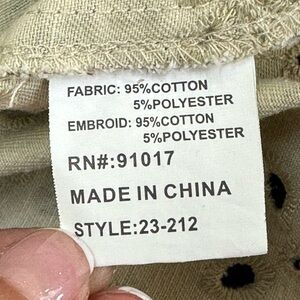 FABRIC: 95%COTTON
5%POLYESTER
EMBROID: 95%COTTON
5%POLYESTER
RN#:91017
MADE IN CHINA
STYLE:23-212